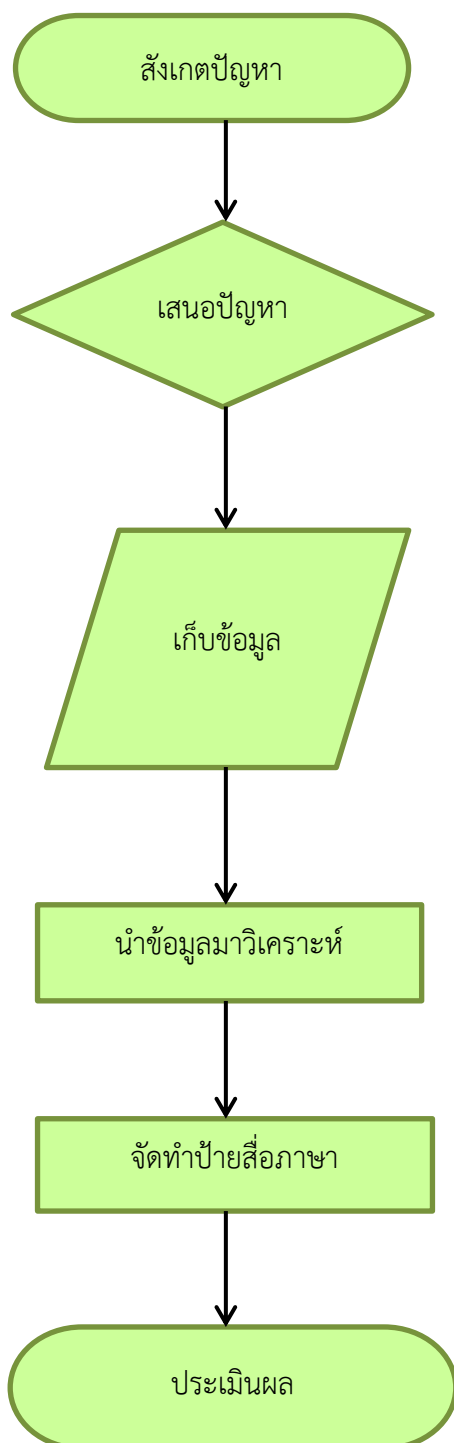 สังเกตปัญหา
เสนอปัญหา
เก็บข้อมูล
นำข้อมูลมาวิเคราะห์
จัดทำป้ายสื่อภาษา
ประเมินผล